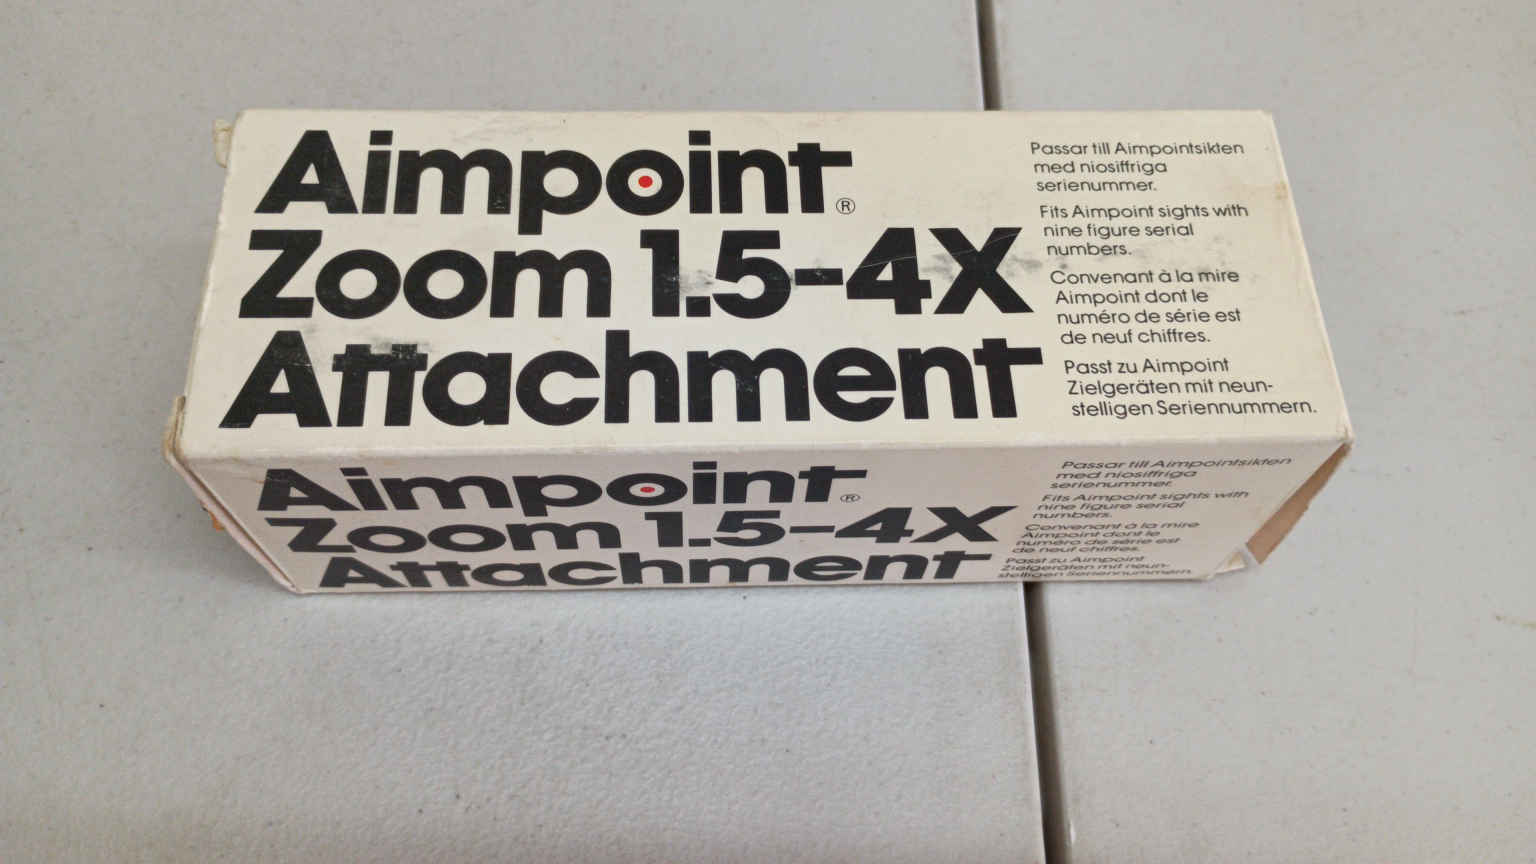 Aimpoint®
Zoom 1.5-4X
Attachment
Passar till Aimpointsikten
med niosiffriga
serienummer.
Fits Aimpoint sights with
nine figure serial
numbers.
Convenant à la mire
Aimpoint dont le
numéro de série est
de neuf chiffres.
Passt zu Aimpoint
Zielgeräten mit neun-
stelligen Seriennummern.
Aimpoint®
Zoom 1.5-4X
Attachment
Passar till Aimpointsikten
med niosiffriga
serienummer.
Fits Aimpoint sights with
nine figure serial
numbers.
Convenant à la mire
Aimpoint dont le
numéro de série est
de neuf chiffres.
Passt zu Aimpoint
Zielgeräten mit neun-
stelligen Seriennummern.